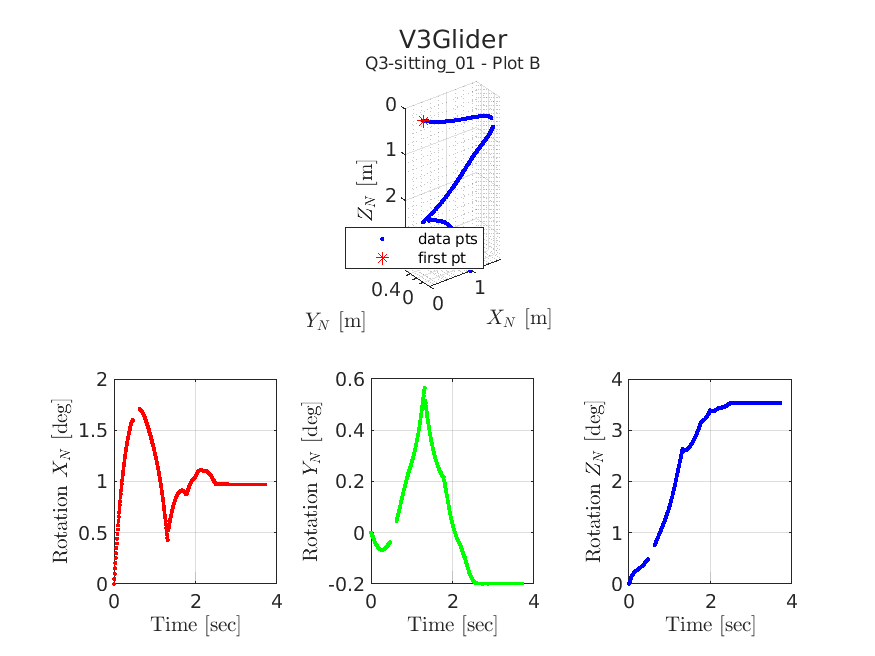 V3Glider
Q3-sitting_01 - Plot B
0
1
2
Z_N [m]
data pts
first pt
0.4
0
0
1
Y_N [m]
X_N [m]
2
1.5
1
0.5
0
0
2
4
Rotation X_N [deg]
Time [sec]
0.6
0.4
0.2
0
-0.2
0
2
4
Rotation Y_N [deg]
Time [sec]
4
3
2
1
0
0
2
4
Rotation Z_N [deg]
Time [sec]